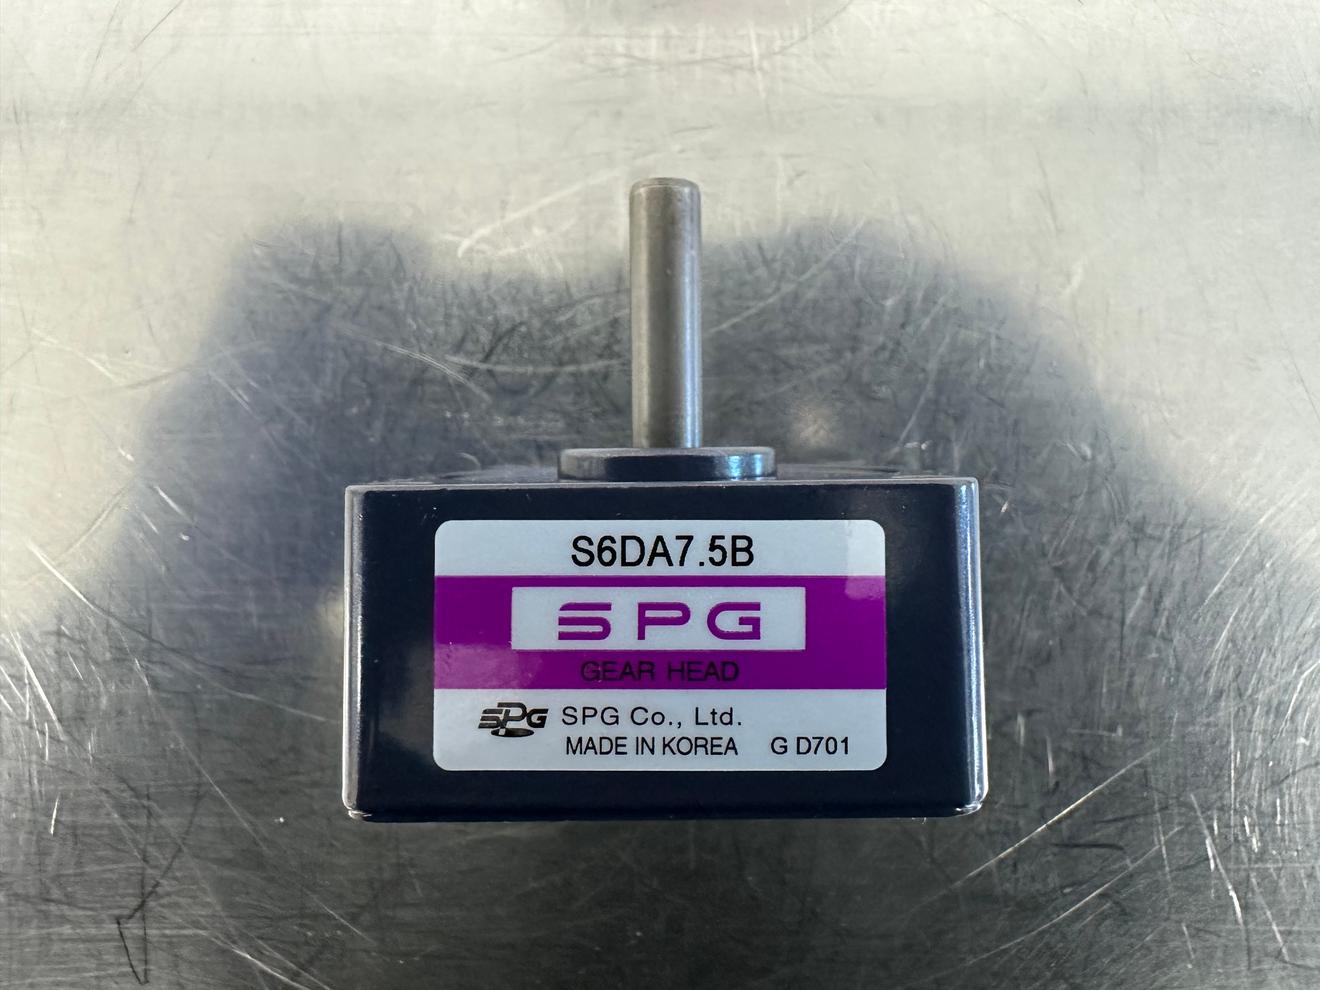 S6DA7.5B
SPG
GEAR HEAD
SPG SPG Co., Ltd.
MADE IN KOREA G D701